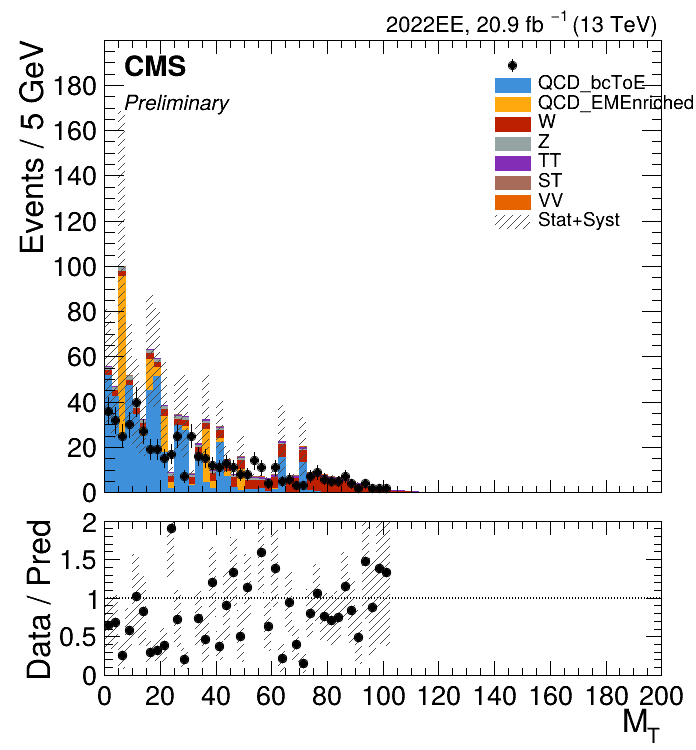 2022EE, 20.9 fb ⁻¹ (13 TeV)
CMS
Preliminary
QCD_bcToE
QCD_EMEnriched
W
Z
TT
ST
VV
Stat+Syst
Events / 5 GeV
180
160
140
120
100
80
60
40
20
0
Data / Pred
2
1.5
1
0.5
0
0 20 40 60 80 100 120 140 160 180 200
M_T